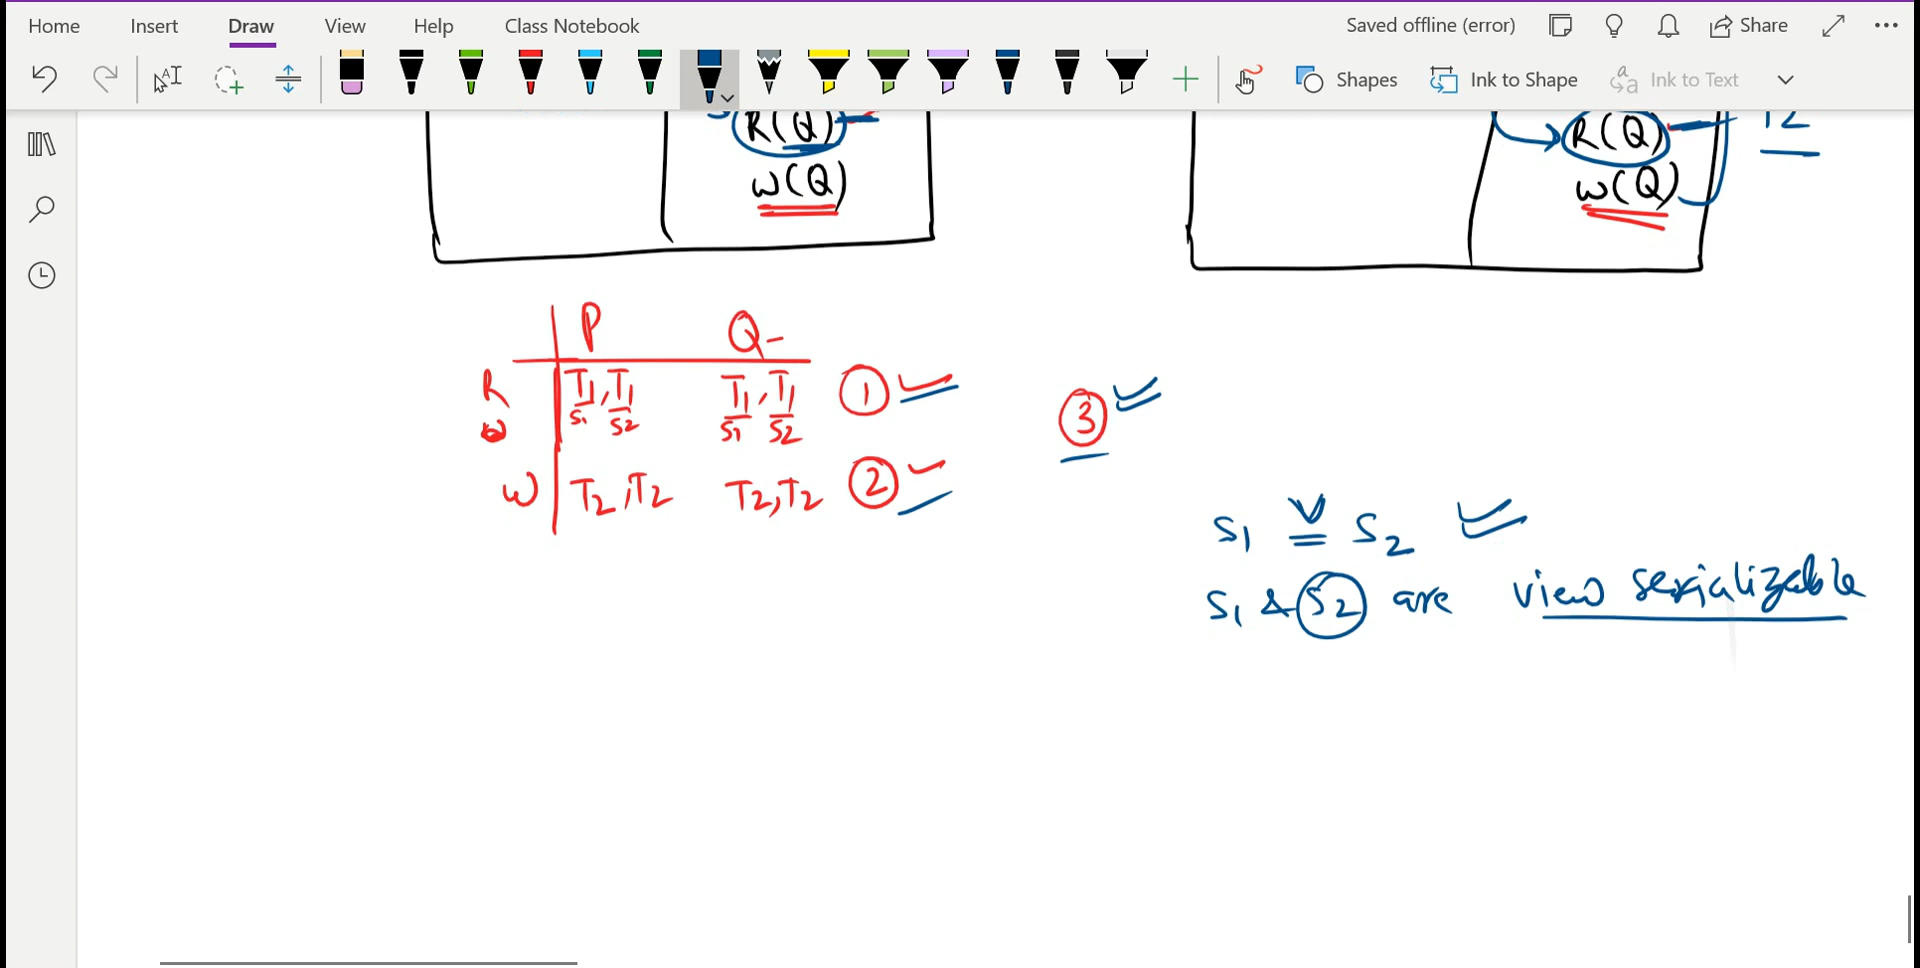 Home Insert Draw View Help Class Notebook Saved offline (error) Share
Shapes Ink to Shape Ink to Text
R(Q)
W(Q)
R(Q) T2
W(Q)
P Q
R T1, T1 T1, T1 ① ③
S1 S2 S1 S2
W T2, T2 T2, T2 ②
S1 ≡ S2
V
S1 & S2 are view serializable